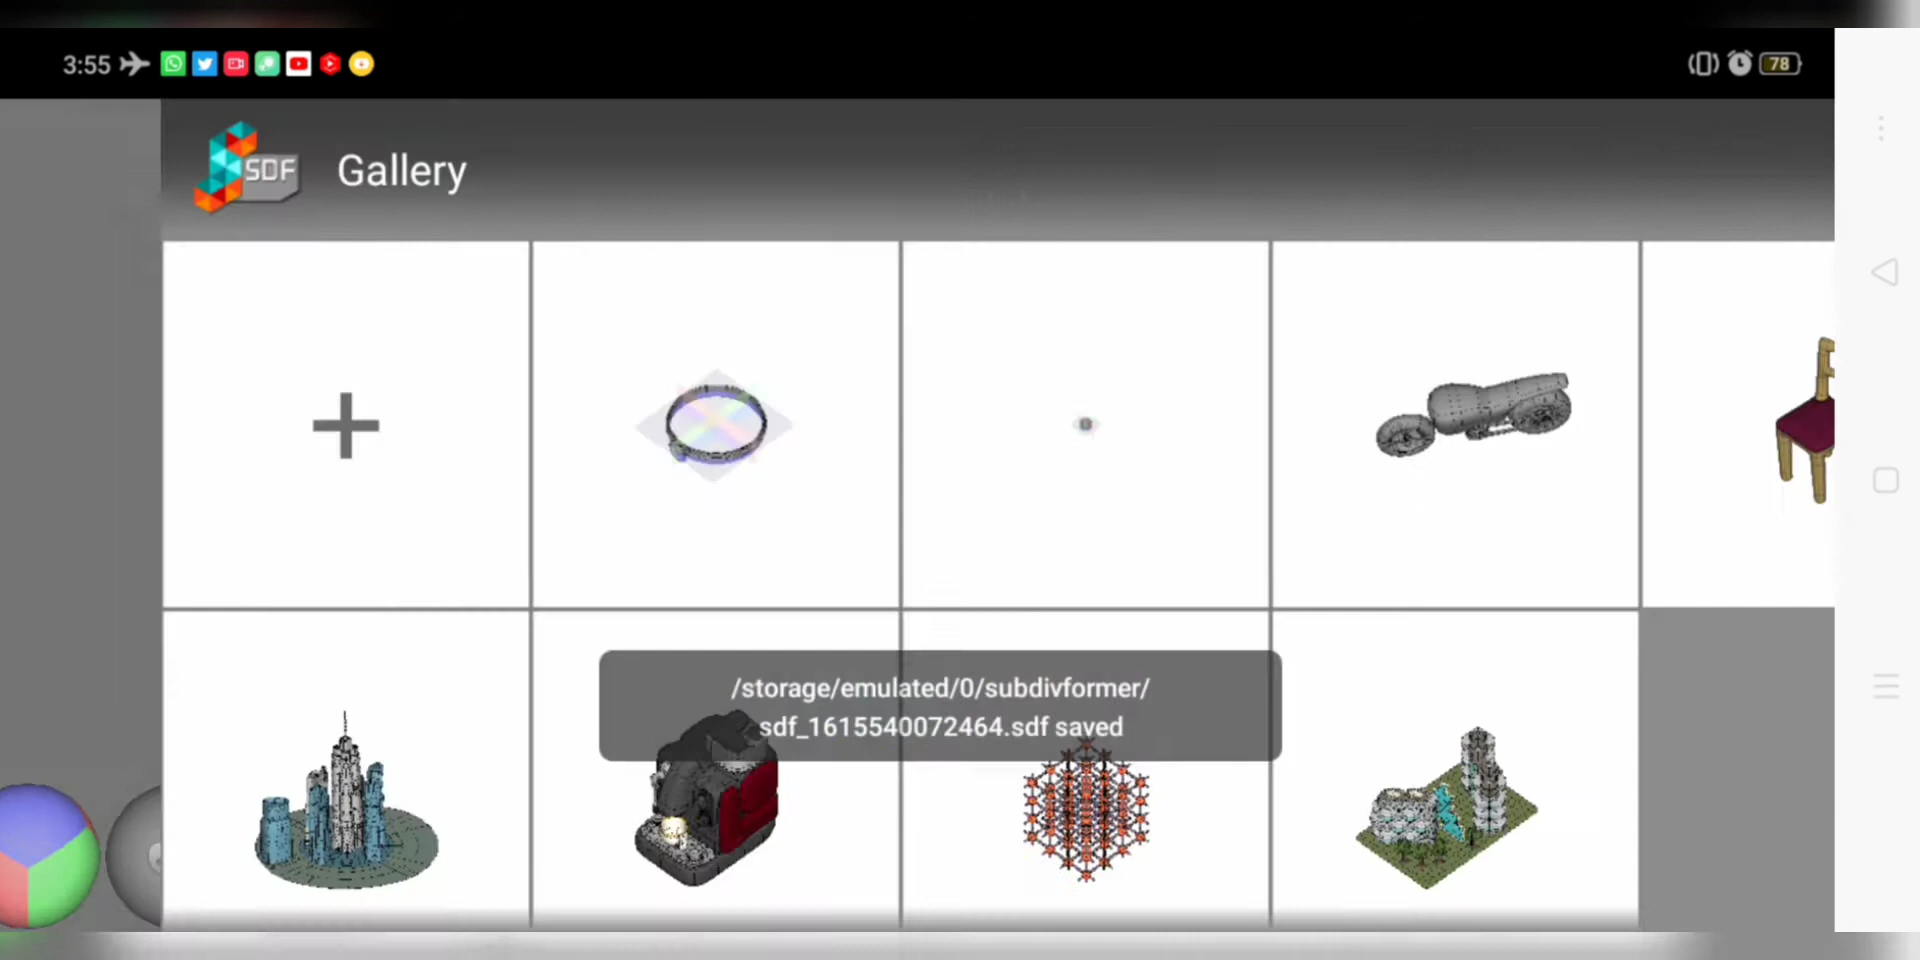 3:55
78
SDF
Gallery
/storage/emulated/0/subdivformer/
sdf_1615540072464.sdf saved